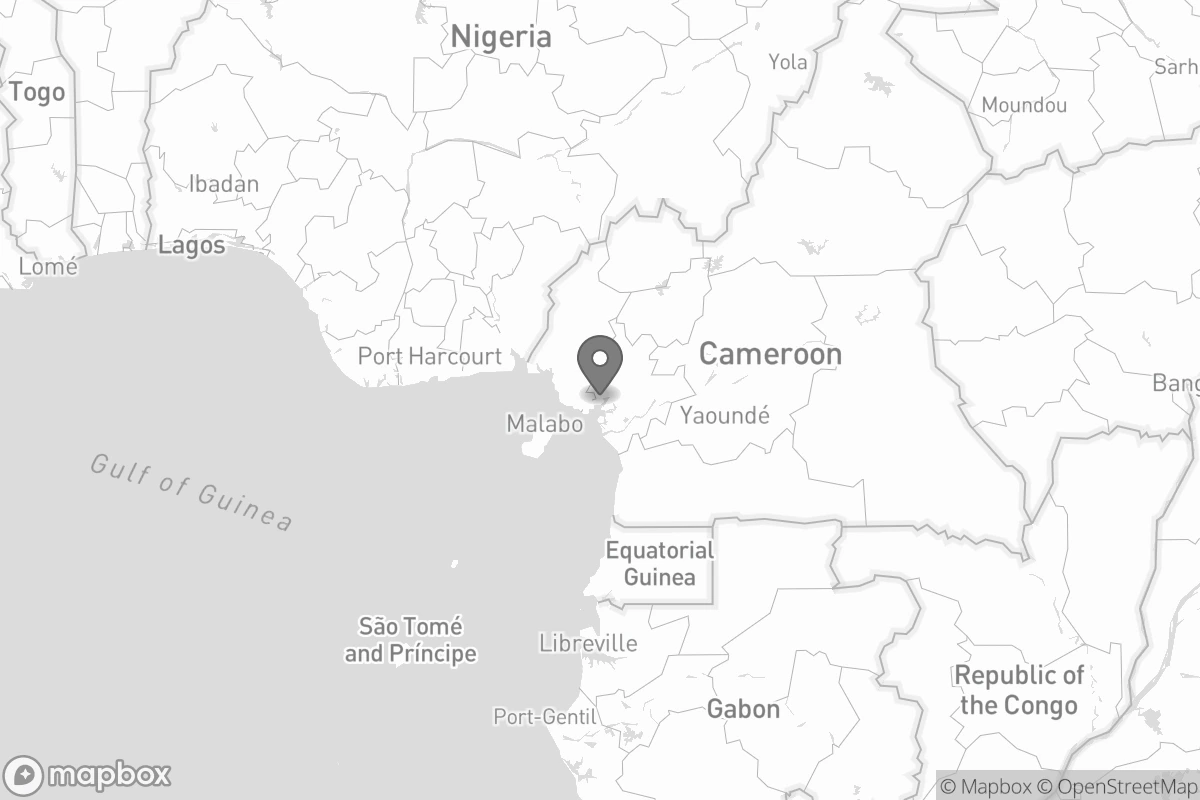 Nigeria
Yola
Togo
Sarh
Moundou
Ibadan
Lagos
Lomé
Port Harcourt
Cameroon
Bang
Malabo
Yaoundé
Gulf of Guinea
Equatorial
Guinea
São Tomé
and Príncipe
Libreville
Republic of
the Congo
Port-Gentil
Gabon
mapbox
© Mapbox © OpenStreetMap